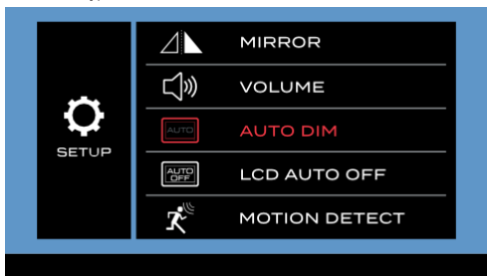 MIRROR
VOLUME
AUTO
AUTO DIM
SETUP
AUTO
OFF
LCD AUTO OFF
MOTION DETECT